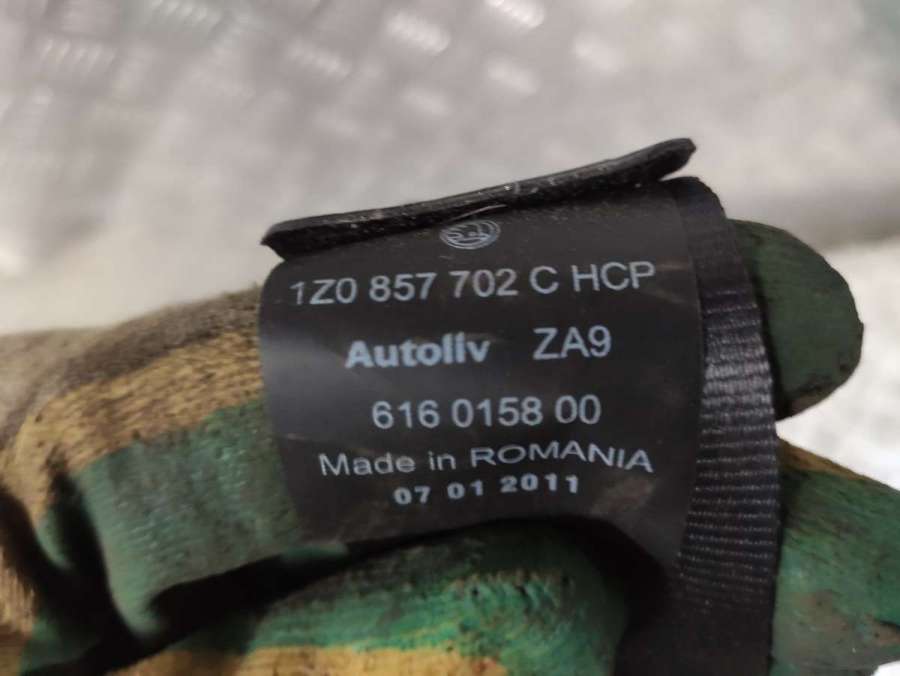 1Z0 857 702 C HCP
Autoliv ZA9
616 0158 00
Made in ROMANIA
07 01 2011